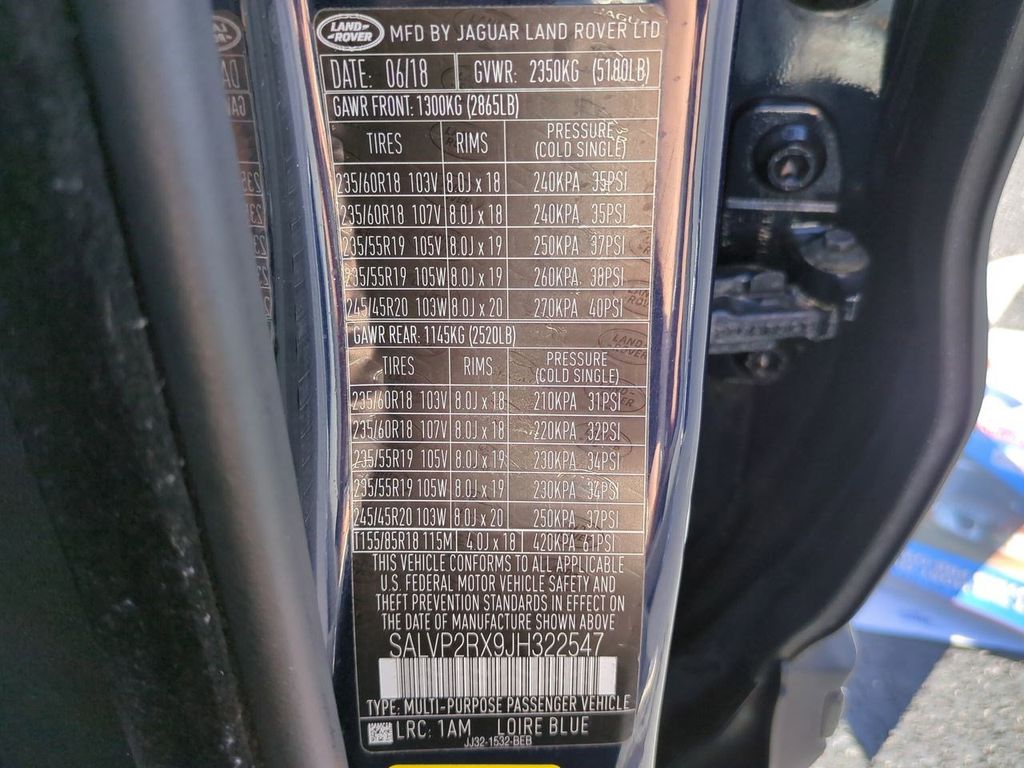 LAND ROVER MFD BY JAGUAR LAND ROVER LTD
DATE: 06/18 GVWR: 2350KG (5180LB)
GAWR FRONT: 1300KG (2865LB)
TIRES RIMS PRESSURE (COLD SINGLE)
235/60R18 103V 8.0J x 18 240KPA 35PSI
235/60R18 107V 8.0J x 18 240KPA 35PSI
235/55R19 105V 8.0J x 19 250KPA 37PSI
235/55R19 105W 8.0J x 19 260KPA 38PSI
245/45R20 103W 8.0J x 20 270KPA 40PSI
GAWR REAR: 1145KG (2520LB)
TIRES RIMS PRESSURE (COLD SINGLE)
235/60R18 103V 8.0J x 18 210KPA 31PSI
235/60R18 107V 8.0J x 18 220KPA 32PSI
235/55R19 105V 8.0J x 19 230KPA 34PSI
235/55R19 105W 8.0J x 19 230KPA 34PSI
245/45R20 103W 8.0J x 20 250KPA 37PSI
T155/85R18 115M 4.0J x 18 420KPA 61PSI
THIS VEHICLE CONFORMS TO ALL APPLICABLE
U.S. FEDERAL MOTOR VEHICLE SAFETY AND
THEFT PREVENTION STANDARDS IN EFFECT ON
THE DATE OF MANUFACTURE SHOWN ABOVE
SALVP2RX9JH322547
TYPE: MULTI-PURPOSE PASSENGER VEHICLE
LRC: 1AM LOIRE BLUE
JJ32-1532-BEB